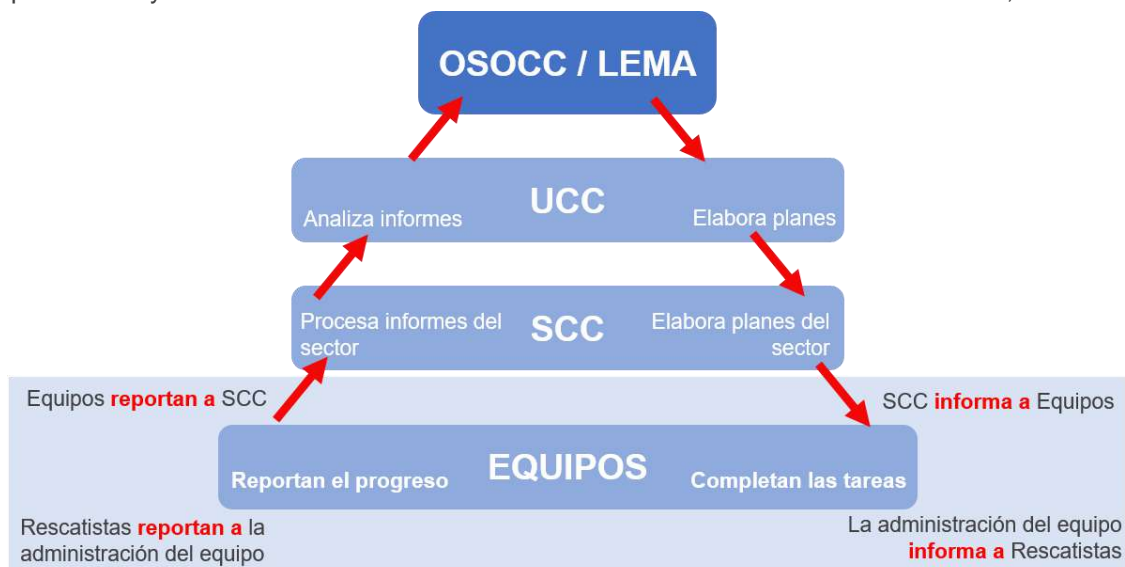 OSOCC / LEMA
UCC
Analiza informes
Elabora planes
Procesa informes del
sector
SCC
Elabora planes del
sector
Equipos reportan a SCC
SCC informa a Equipos
EQUIPOS
Reportan el progreso
Completan las tareas
Rescatistas reportan a la
administración del equipo
La administración del equipo
informa a Rescatistas